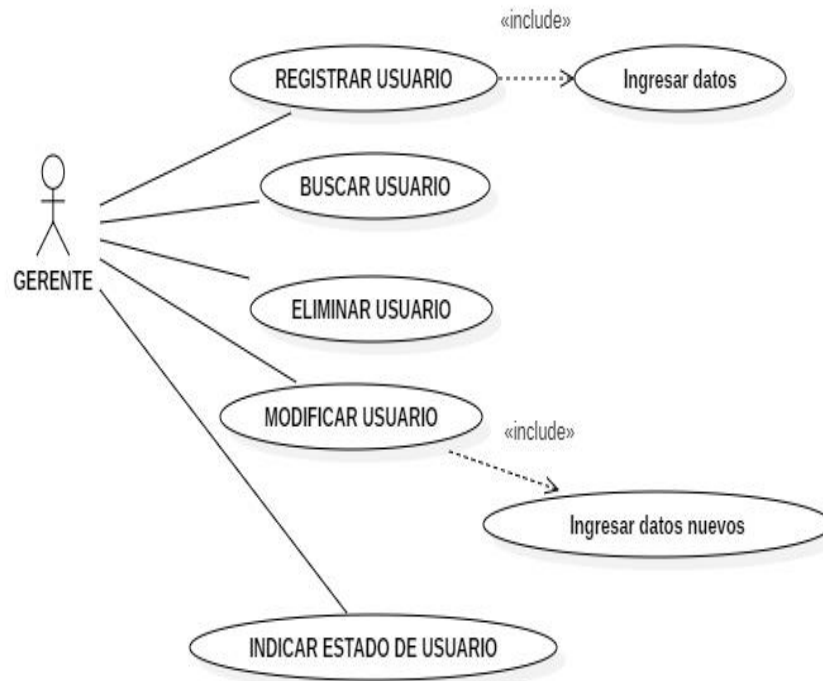 «include»
REGISTRAR USUARIO
Ingresar datos
BUSCAR USUARIO
GERENTE
ELIMINAR USUARIO
MODIFICAR USUARIO
«include»
Ingresar datos nuevos
INDICAR ESTADO DE USUARIO